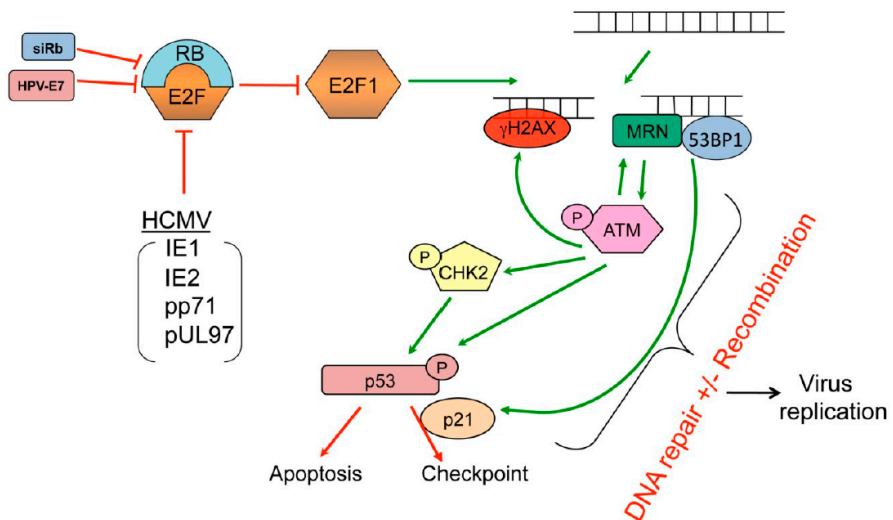 siRb
HPV-E7
RB
E2F
E2F1
γH2AX
MRN
53BP1
P
ATM
HCMV
IE1
IE2
pp71
pUL97
P
CHK2
P
p53
p21
Apoptosis
Checkpoint
DNA repair +/- Recombination
Virus
replication